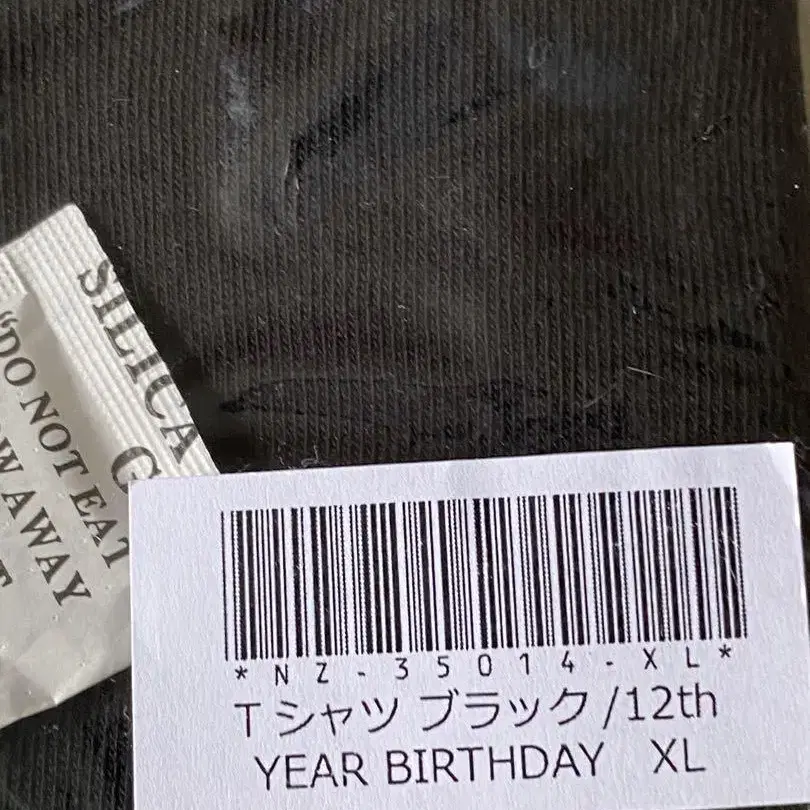 SILICA
G
"DO NOT EAT
W AWAY
*NZ-35014-XL*
Tシャツ ブラック/12th
YEAR BIRTHDAY XL